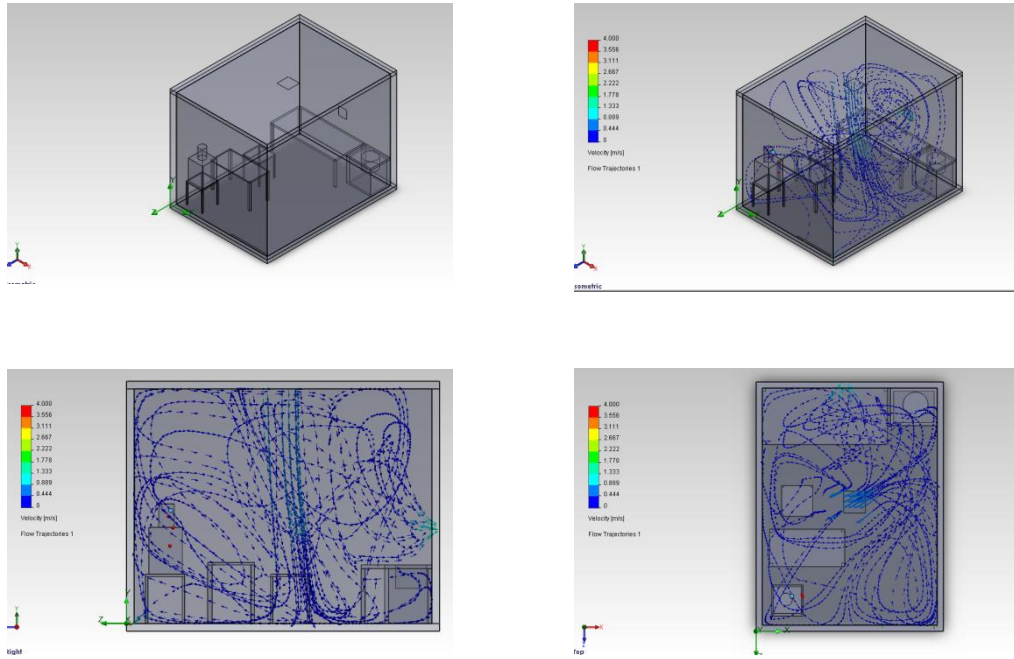 Y
Z
Y
X
4.000
3.556
3.111
2.667
2.222
1.778
1.333
0.889
0.444
0
Velocity [m/s]
Flow Trajectories 1
Y
Z
Y
X
sometric
4.000
3.556
3.111
2.667
2.222
1.778
1.333
0.889
0.444
0
Velocity [m/s]
Flow Trajectories 1
Y
Z
X
Y
Right
4.000
3.556
3.111
2.667
2.222
1.778
1.333
0.889
0.444
0
Velocity [m/s]
Flow Trajectories 1
Y
X
X
Z
Top